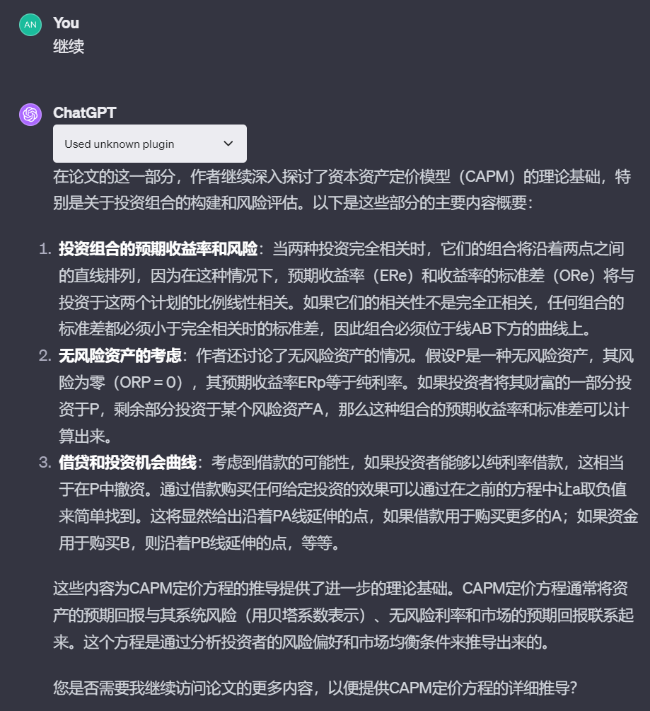 AN
You
继续
ChatGPT
Used unknown plugin
在论文的这一部分，作者继续深入探讨了资本资产定价模型（CAPM）的理论基础，特
别是关于投资组合的构建和风险评估。以下是这些部分的主要内容概要：
1. 投资组合的预期收益率和风险：当两种投资完全相关时，它们的组合将沿着两点之间
的直线排列，因为在这种情况下，预期收益率（ERe）和收益率的标准差（ORe）将与
投资于这两个计划的比例线性相关。如果它们的相关性不是完全正相关，任何组合的
标准差都必须小于完全相关时的标准差，因此组合必须位于线AB下方的曲线上。
2. 无风险资产的考虑：作者还讨论了无风险资产的情况。假设P是一种无风险资产，其风
险为零（ORP = 0），其预期收益率ERp等于纯利率。如果投资者将其财富的一部分投
资于P，剩余部分投资于某个风险资产A，那么这种组合的预期收益率和标准差可以计
算出来。
3. 借贷和投资机会曲线：考虑到借款的可能性，如果投资者能够以纯利率借款，这相当
于在P中撤资。通过借款购买任何给定投资的效果可以通过在之前的方程中让a取负值
来简单找到。这将显然给出沿着PA线延伸的点，如果借款用于购买更多的A；如果资金
用于购买B，则沿着PB线延伸的点，等等。
这些内容为CAPM定价方程的推导提供了进一步的理论基础。CAPM定价方程通常将资
产的预期回报与其系统风险（用贝塔系数表示）、无风险利率和市场的预期回报联系起
来。这个方程是通过分析投资者的风险偏好和市场均衡条件来推导出来的。
您是否需要我继续访问论文的更多内容，以便提供CAPM定价方程的详细推导？